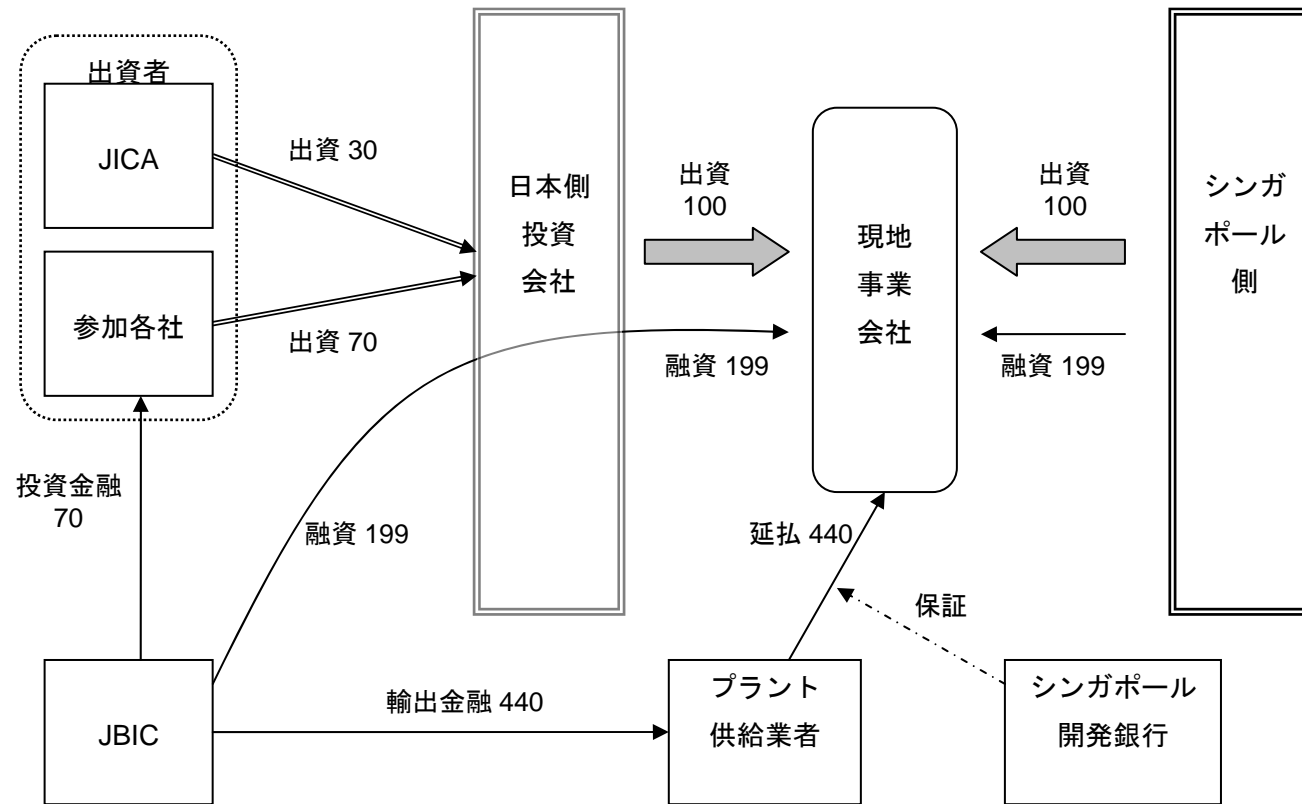 出資者
JICA
参加各社
出資 30
出資 70
日本側
投資
会社
出資
100
現地
事業
会社
出資
100
シンガ
ポール
側
融資 199
融資 199
投資金融
70
融資 199
延払 440
保証
JBIC
輸出金融 440
プラント
供給業者
シンガポール
開発銀行